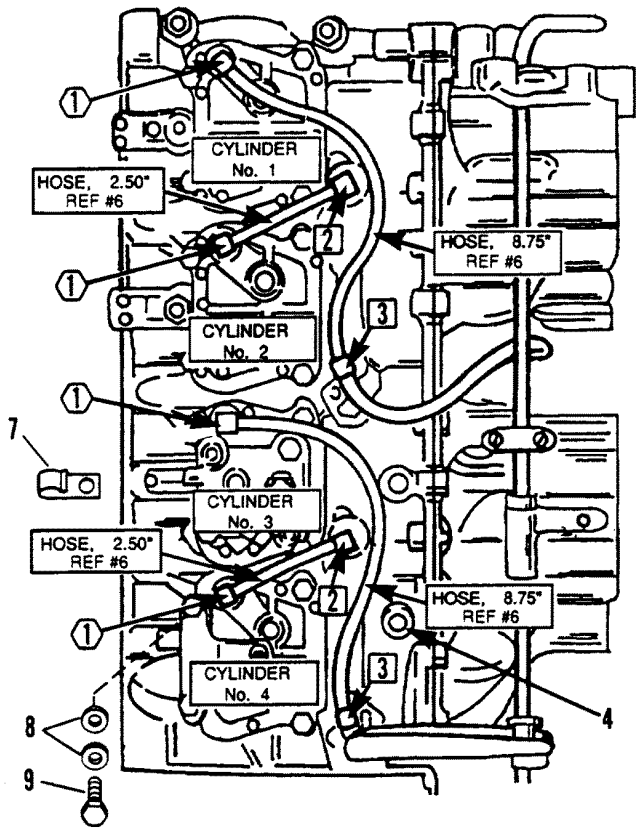 1
CYLINDER
No. 1
HOSE, 2.50"
REF #6
2
HOSE, 8.75"
REF #6
1
3
CYLINDER
No. 2
1
7
CYLINDER
No. 3
HOSE, 2.50"
REF #6
2
HOSE, 8.75"
REF #6
1
CYLINDER
No. 4
3
4
8
9